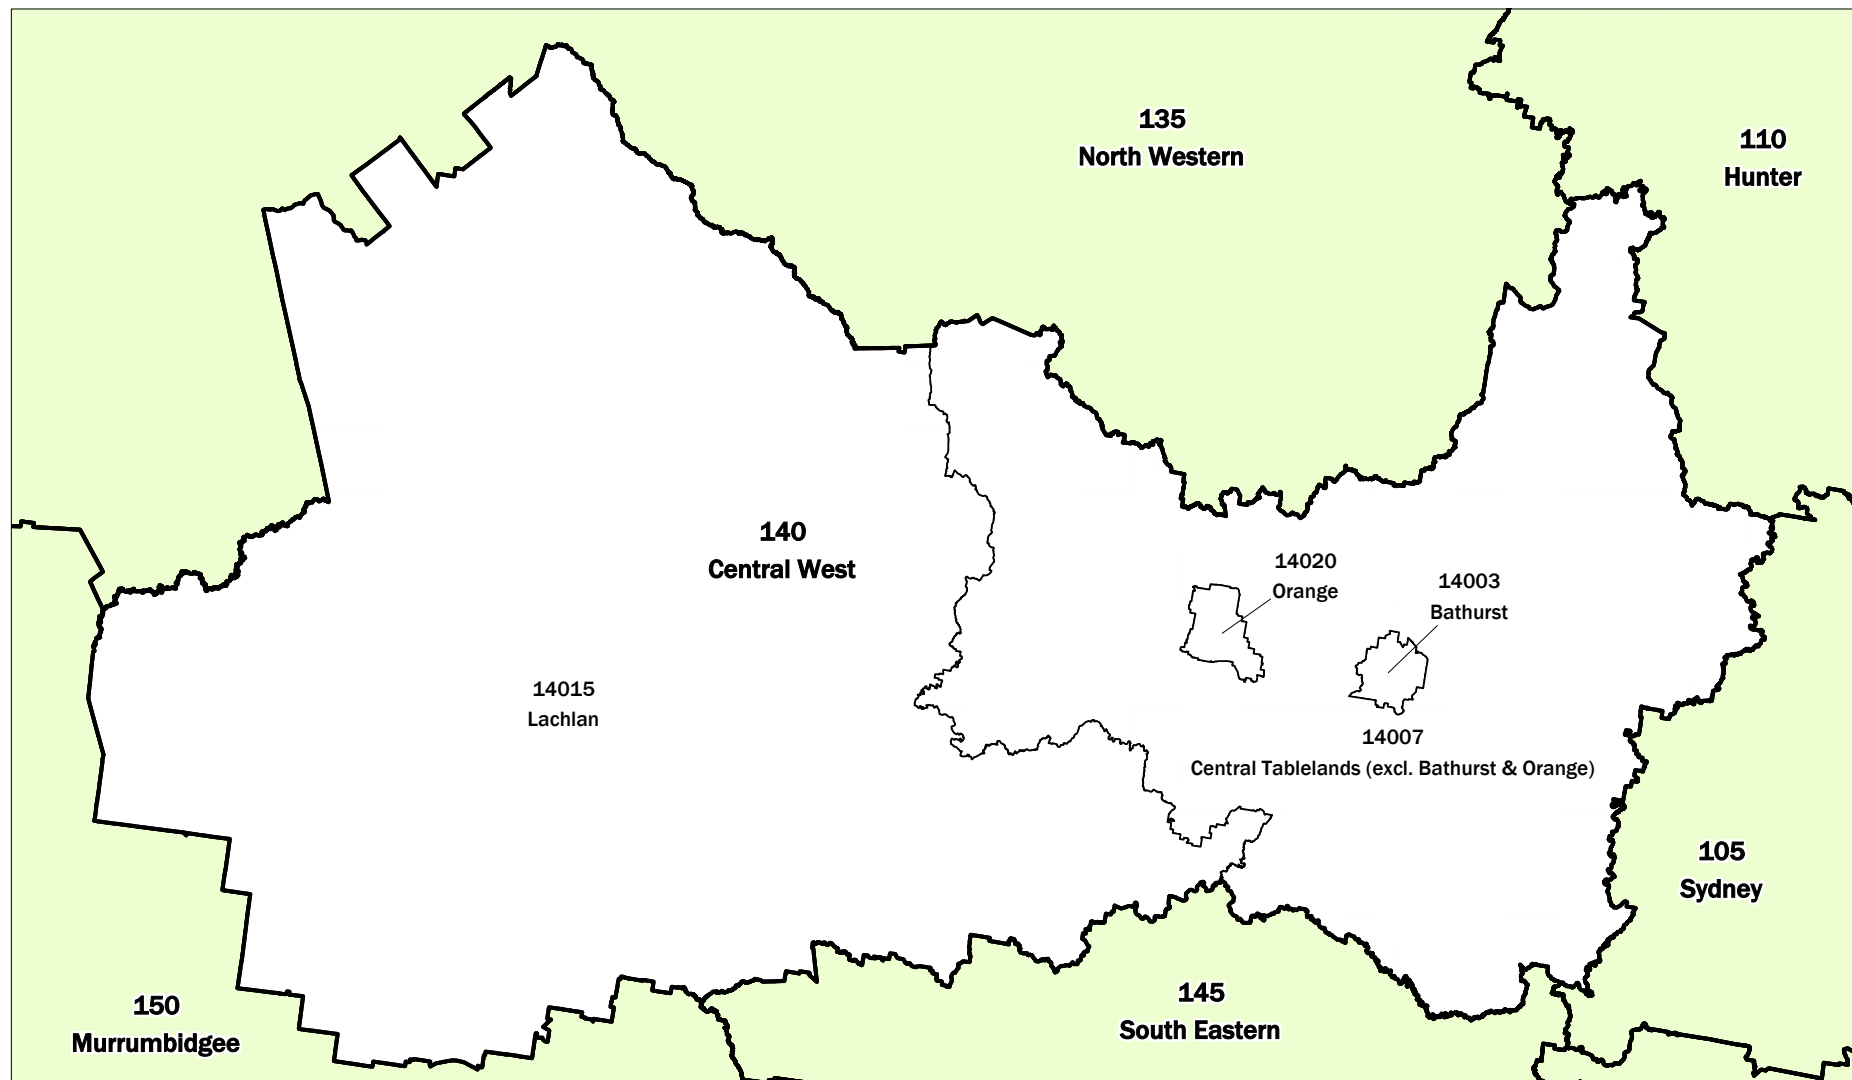 135
North Western
110
Hunter
140
Central West
14020
Orange
14003
Bathurst
14015
Lachlan
14007
Central Tablelands (excl. Bathurst & Orange)
105
Sydney
150
Murrumbidgee
145
South Eastern